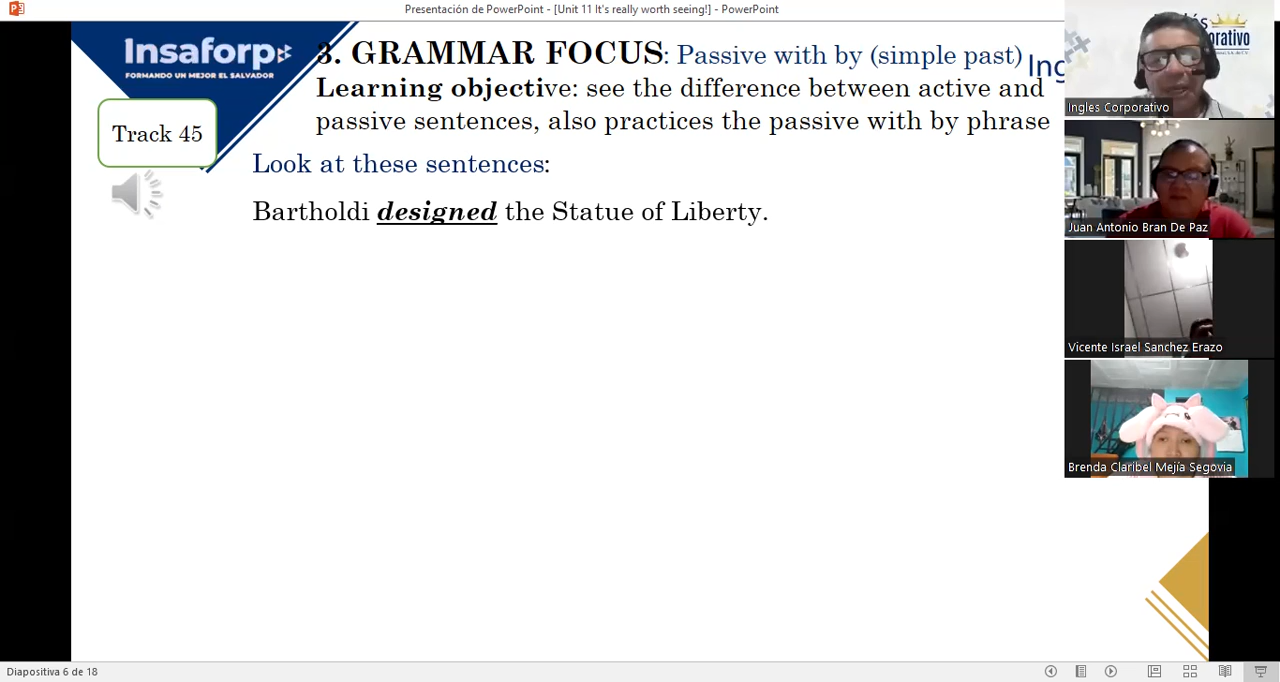 Presentación de PowerPoint - [Unit 11 It's really worth seeing!] - PowerPoint
Insaforp
FORMANDO UN MEJOR EL SALVADOR
3. GRAMMAR FOCUS: Passive with by (simple past)
Learning objective: see the difference between active and
passive sentences, also practices the passive with by phrase
Track 45
Look at these sentences:
Bartholdi designed the Statue of Liberty.
Ingles Corporativo
Juan Antonio Bran De Paz
Vicente Israel Sanchez Erazo
Brenda Claribel Mejía Segovia
Diapositiva 6 de 18